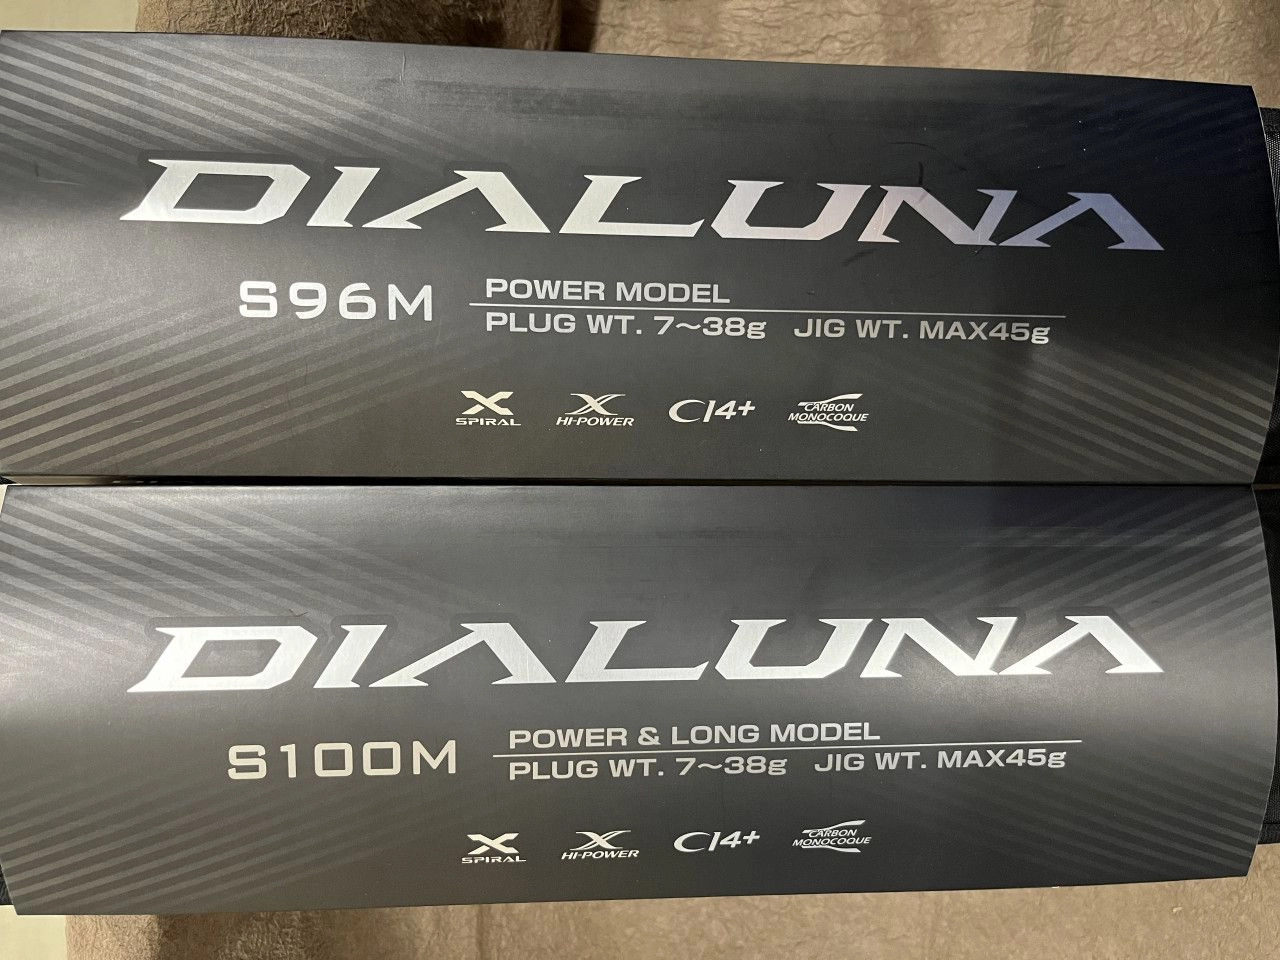 DIALUNA
S96M
POWER MODEL
PLUG WT. 7〜38g JIG WT. MAX45g
X SPIRAL
X HI-POWER
CI4+
CARBON MONOCOQUE
DIALUNA
S100M
POWER & LONG MODEL
PLUG WT. 7〜38g JIG WT. MAX45g
X SPIRAL
X HI-POWER
CI4+
CARBON MONOCOQUE